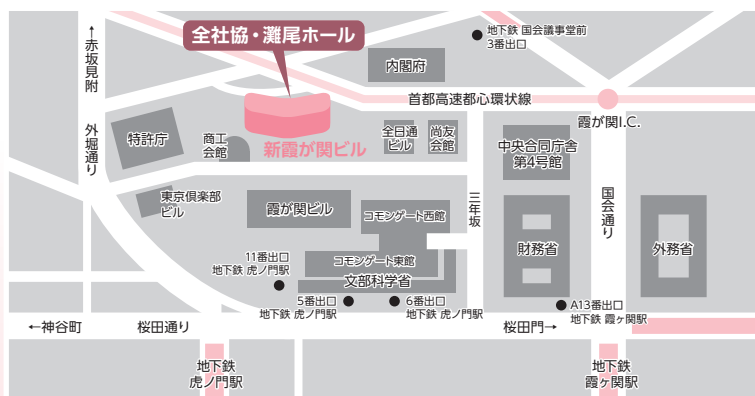 ←赤坂見附
外堀通り
全社協・灘尾ホール
地下鉄 国会議事堂前
3番出口
内閣府
首都高速都心環状線
霞が関I.C.
特許庁
商工
会館
新霞が関ビル
全日通
ビル
尚友
会館
中央合同庁舎
第4号館
東京倶楽部
ビル
霞が関ビル
コモンゲート西館
三年坂
国会通り
財務省
外務省
11番出口
地下鉄 虎ノ門駅
コモンゲート東館
文部科学省
5番出口
地下鉄 虎ノ門駅
6番出口
地下鉄 虎ノ門駅
A13番出口
地下鉄 霞ヶ関駅
←神谷町
桜田通り
桜田門→
地下鉄
虎ノ門駅
地下鉄
霞ヶ関駅